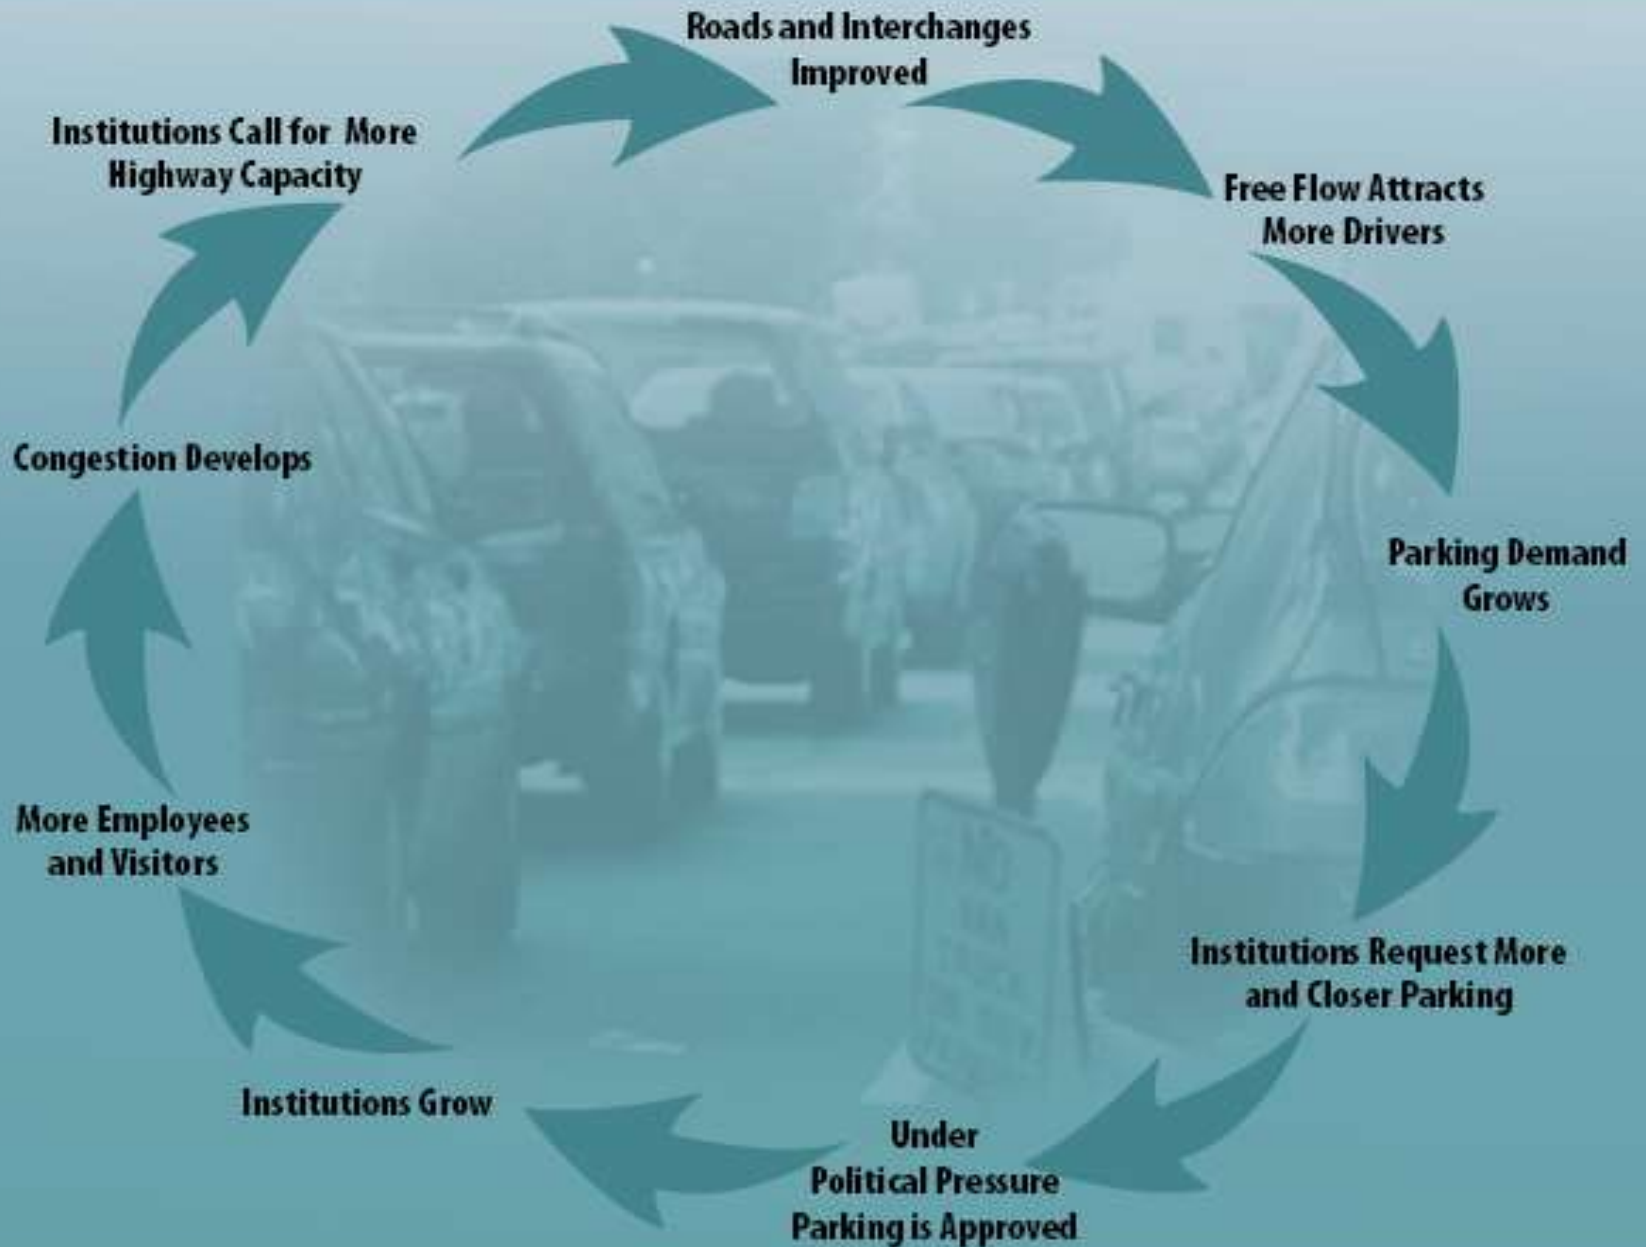 Roads and Interchanges
Improved
Free Flow Attracts
More Drivers
Parking Demand
Grows
Institutions Request More
and Closer Parking
Under
Political Pressure
Parking is Approved
Institutions Grow
More Employees
and Visitors
Congestion Develops
Institutions Call for More
Highway Capacity